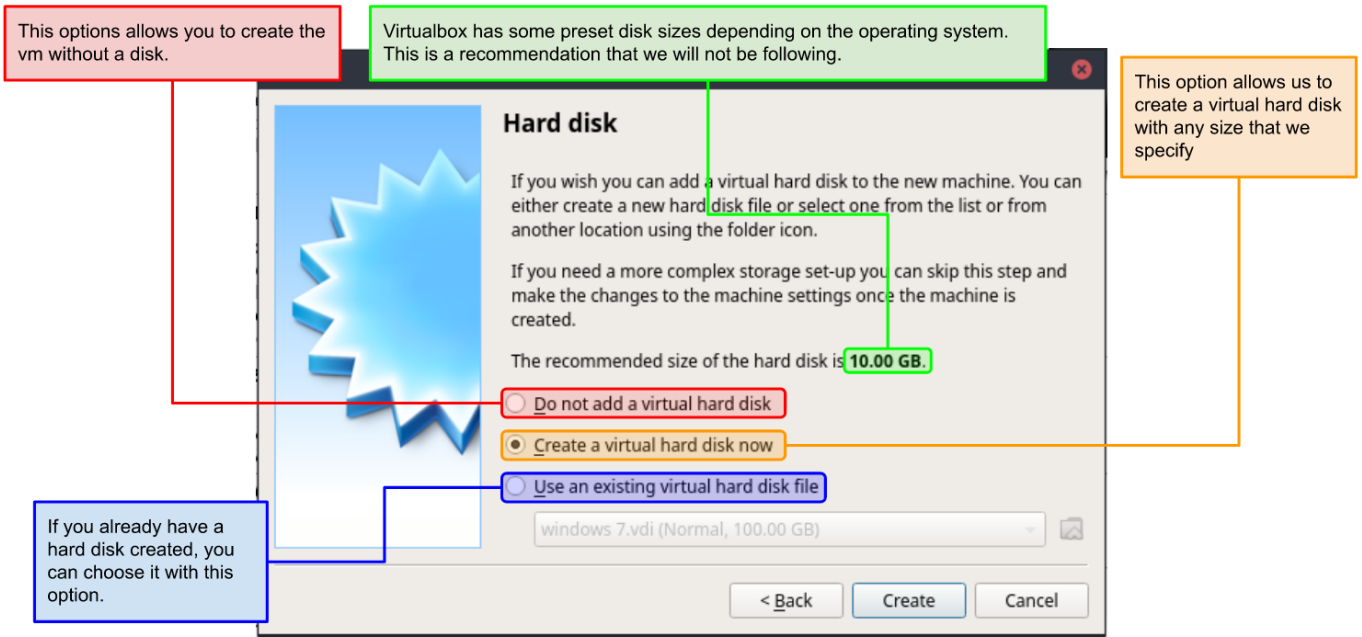 This options allows you to create the
vm without a disk.
Virtualbox has some preset disk sizes depending on the operating system.
This is a recommendation that we will not be following.
This option allows us to
create a virtual hard disk
with any size that we
specify
Hard disk
If you wish you can add a virtual hard disk to the new machine. You can
either create a new hard disk file or select one from the list or from
another location using the folder icon.
If you need a more complex storage set-up you can skip this step and
make the changes to the machine settings once the machine is
created.
The recommended size of the hard disk is 10.00 GB.
Do not add a virtual hard disk
Create a virtual hard disk now
Use an existing virtual hard disk file
windows 7.vdi (Normal, 100.00 GB)
If you already have a
hard disk created, you
can choose it with this
option.
< Back
Create
Cancel